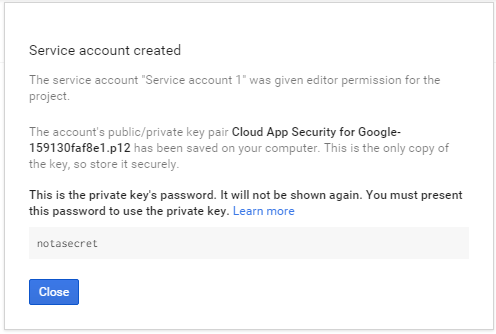 Service account created
The service account "Service account 1" was given editor permission for the
project.
The account's public/private key pair Cloud App Security for Google-
159130faf8e1.p12 has been saved on your computer. This is the only copy of
the key, so store it securely.
This is the private key's password. It will not be shown again. You must present
this password to use the private key. Learn more
notasecret
Close